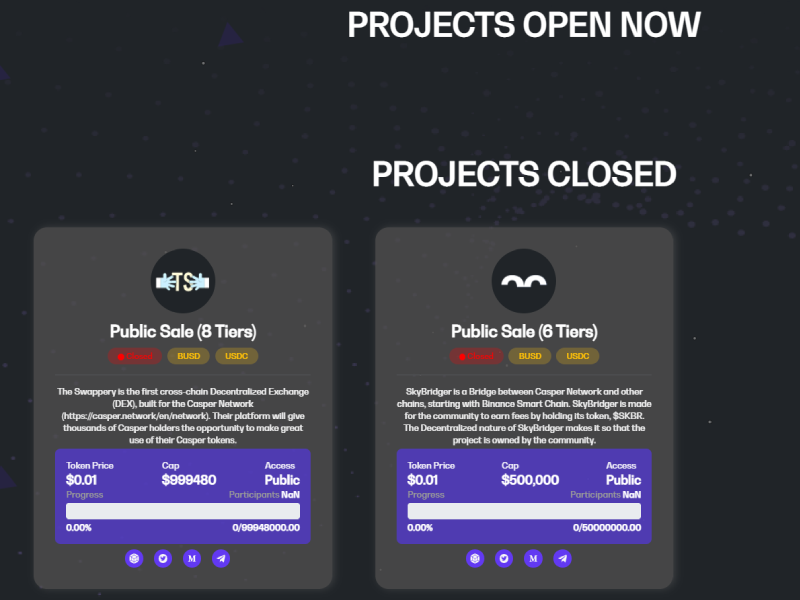 PROJECTS OPEN NOW
PROJECTS CLOSED
TS
Public Sale (8 Tiers)
Closed BUSD USDC
The Swappery is the first cross-chain Decentralized Exchange
(DEX), built for the Casper Network
(https://casper.network/en/network). Their platform will give
thousands of Casper holders the opportunity to make great
use of their Casper tokens.
Token Price Cap Access
$0.01 $999480 Public
Progress Participants NaN
0.00% 0/99948000.00
M
Public Sale (6 Tiers)
Closed BUSD USDC
SkyBridger is a Bridge between Casper Network and other
chains, starting with Binance Smart Chain. SkyBridger is made
for the community to earn fees by holding its token, $SKBR.
The Decentralized nature of SkyBridger makes it so that the
project is owned by the community.
Token Price Cap Access
$0.01 $500,000 Public
Progress Participants NaN
0.00% 0/50000000.00
M